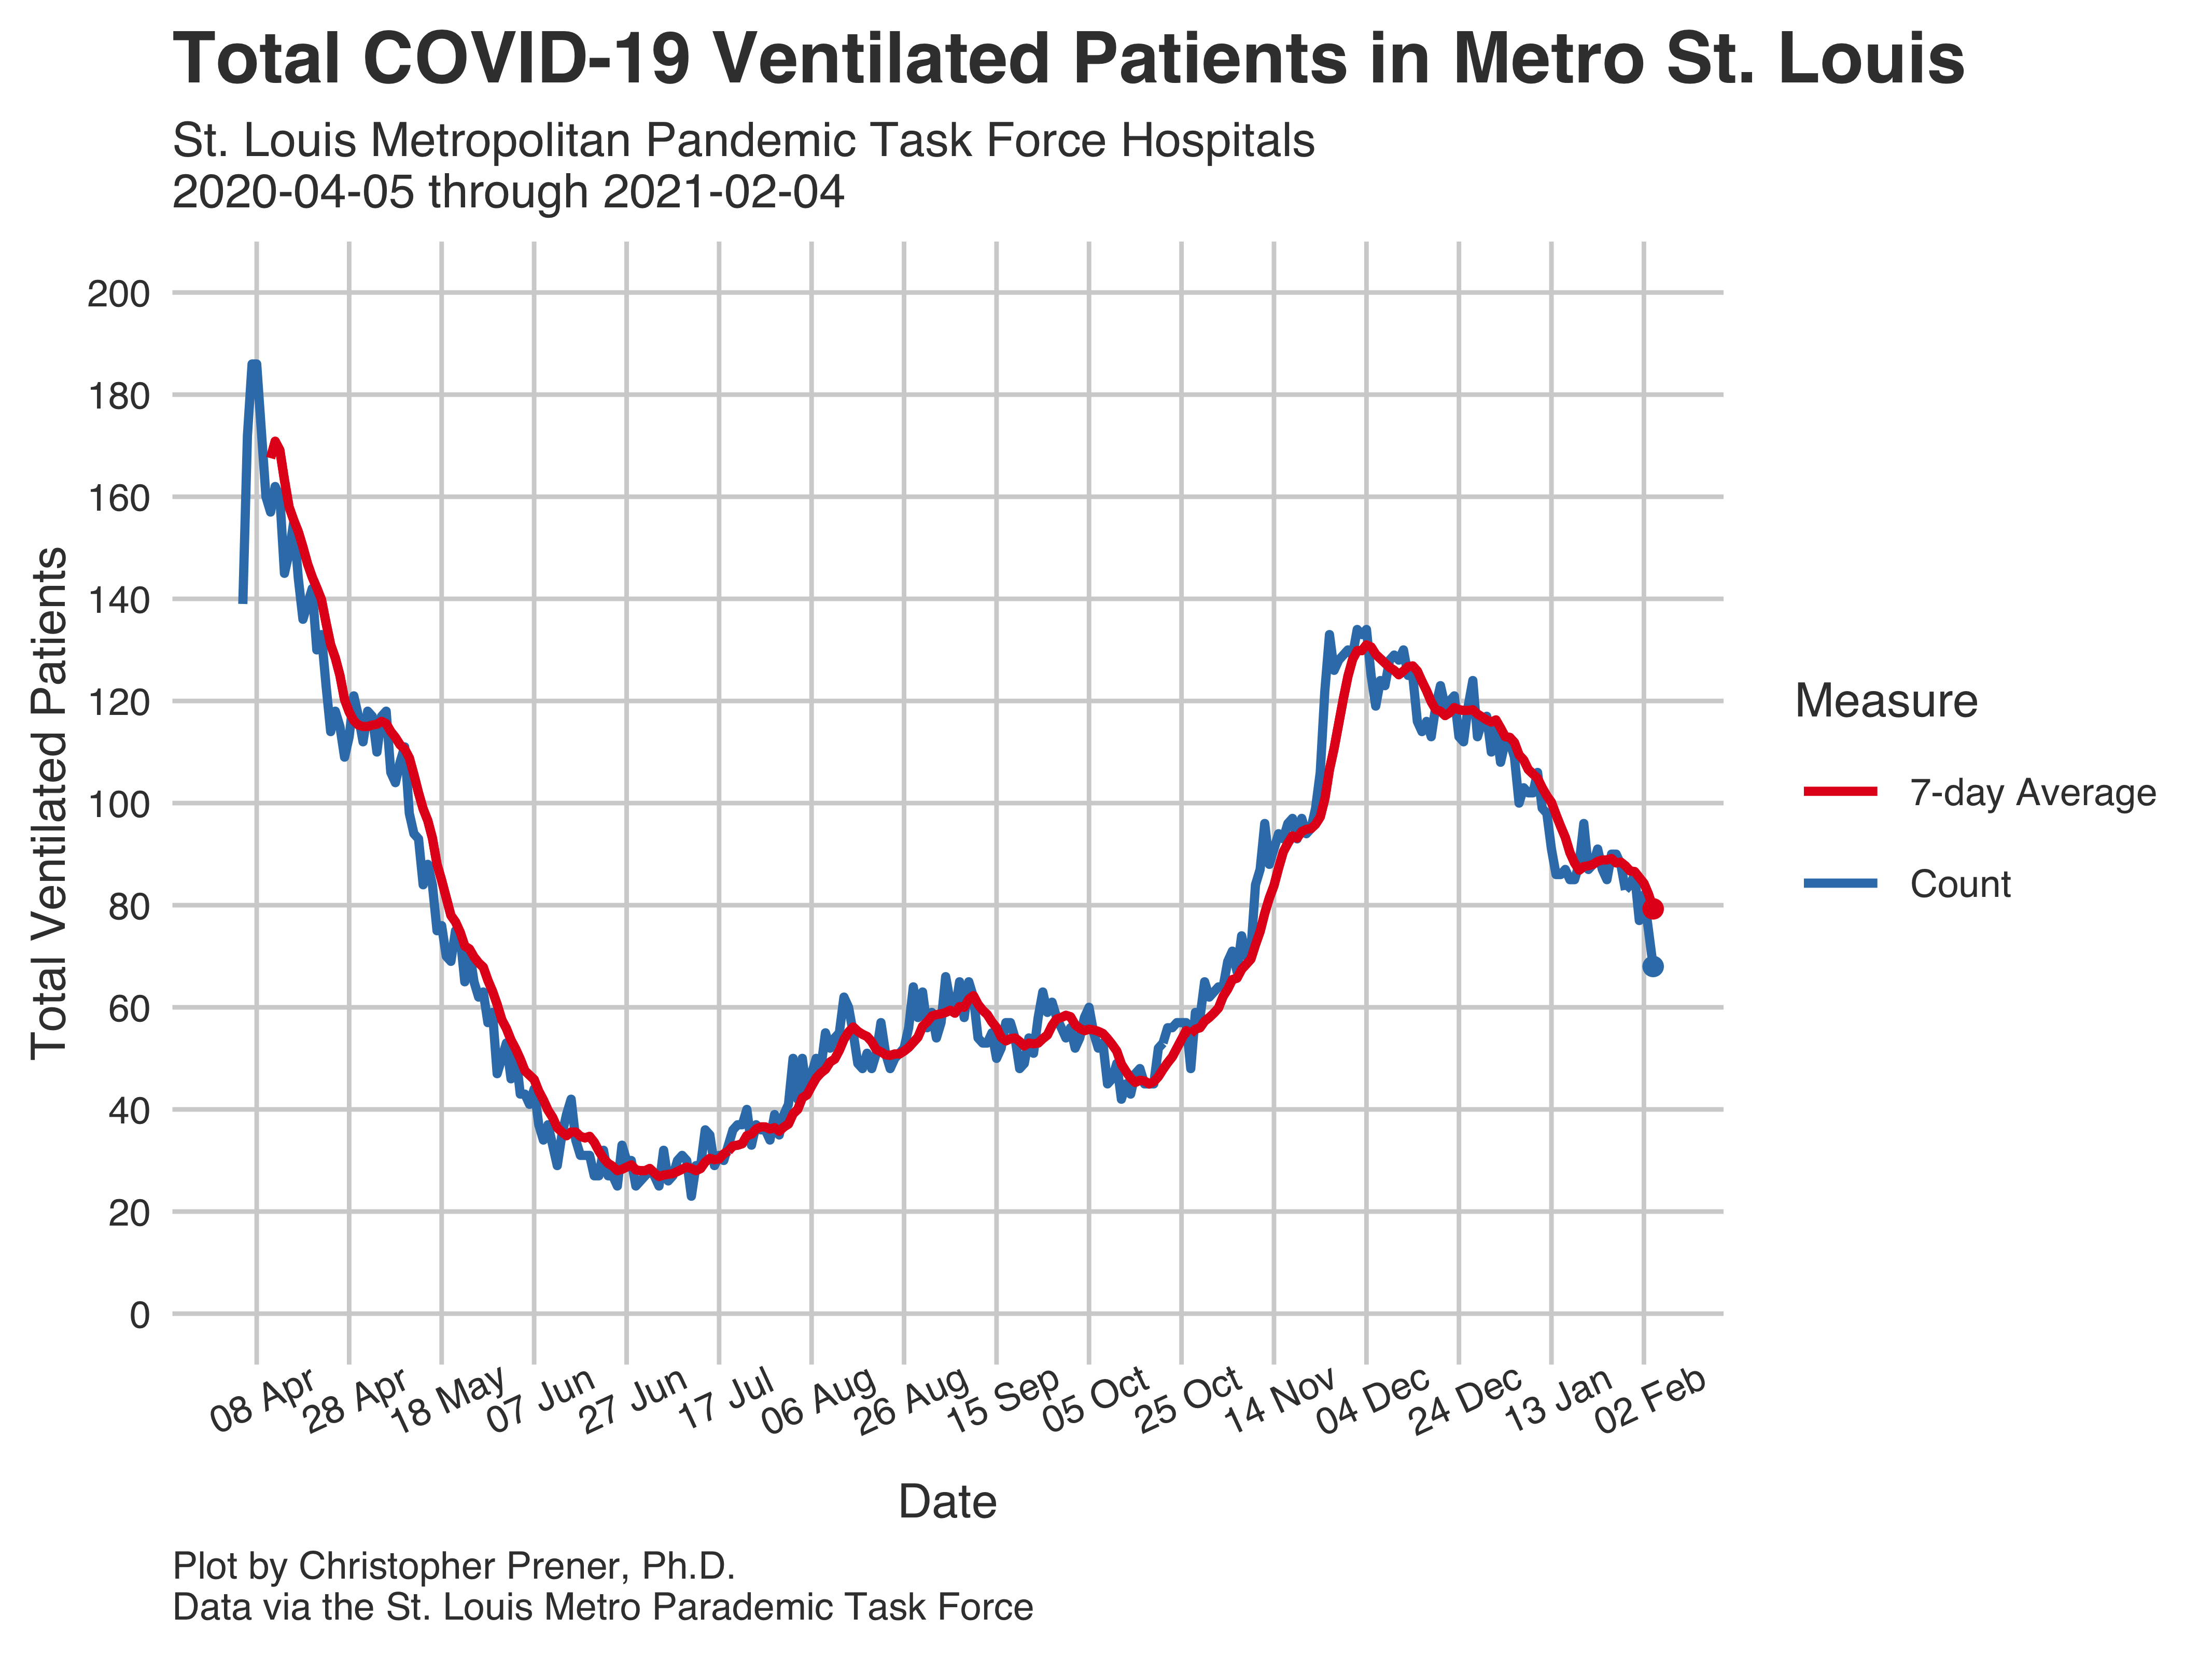 Total COVID-19 Ventilated Patients in Metro St. Louis
St. Louis Metropolitan Pandemic Task Force Hospitals
2020-04-05 through 2021-02-04
Total Ventilated Patients
200
180
160
140
120
100
80
60
40
20
0
08 Apr
28 Apr
18 May
07 Jun
27 Jun
17 Jul
06 Aug
26 Aug
15 Sep
05 Oct
25 Oct
14 Nov
04 Dec
24 Dec
13 Jan
02 Feb
Date
Measure
7-day Average
Count
Plot by Christopher Prener, Ph.D.
Data via the St. Louis Metro Parademic Task Force